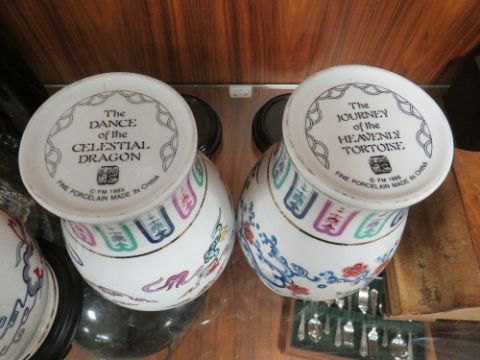 The
DANCE
of the
CELESTIAL
DRAGON
© FM 1985
FINE PORCELAIN MADE IN CHINA
The
JOURNEY
of the
HEAVENLY
TORTOISE
© FM 1986
FINE PORCELAIN MADE IN CHINA